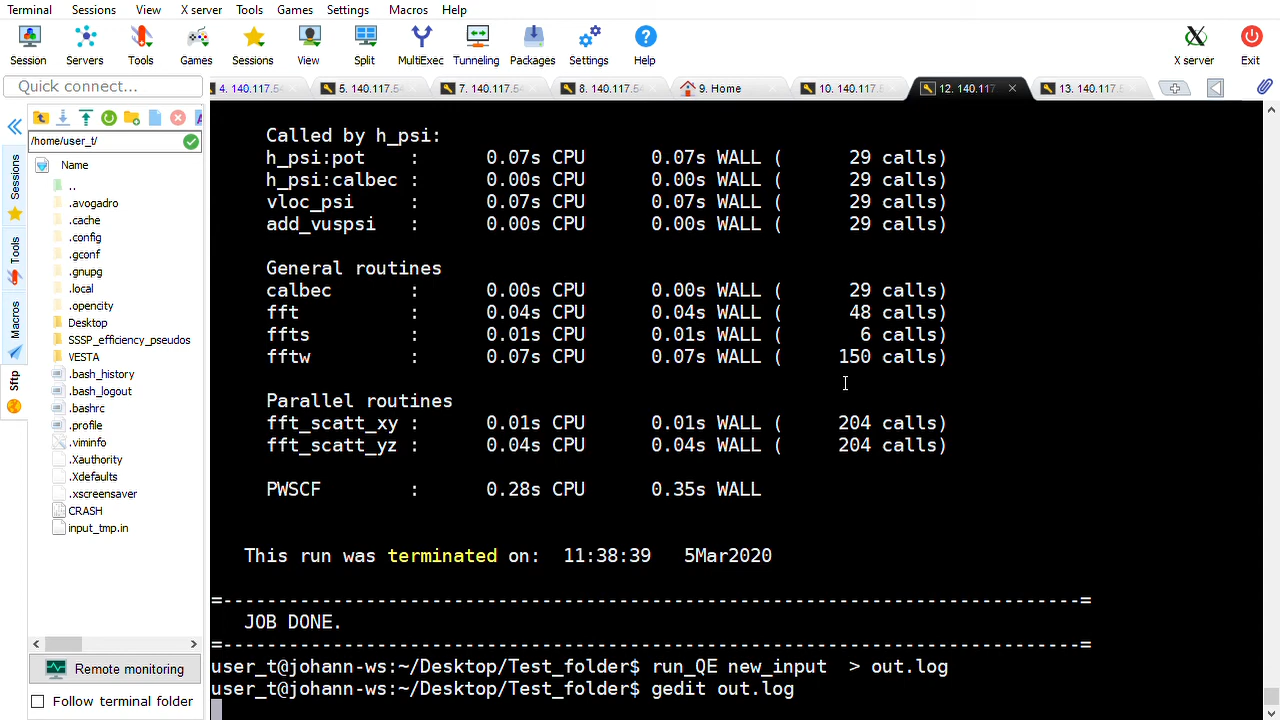 Terminal Sessions View X server Tools Games Settings Macros Help
Session Servers Tools Games Sessions View Split MultiExec Tunneling Packages Settings Help X server Exit
Quick connect...
4. 140.117.5 5. 140.117.5 7. 140.117.5 8. 140.117.5 9. Home 10. 140.117. 12. 140.117 13. 140.117.5
/home/user_t/
Name
..
.avogadro
.cache
.config
.gconf
.gnupg
.local
.opencity
Desktop
SSSP_efficiency_pseudos
VESTA
.bash_history
.bash_logout
.bashrc
.profile
.viminfo
.Xauthority
.Xdefaults
.xscreensaver
CRASH
input_tmp.in
Sessions
Tools
Macros
Sftp
Remote monitoring
Follow terminal folder
Called by h_psi:
h_psi:pot : 0.07s CPU 0.07s WALL ( 29 calls)
h_psi:calbec : 0.00s CPU 0.00s WALL ( 29 calls)
vloc_psi : 0.07s CPU 0.07s WALL ( 29 calls)
add_vuspsi : 0.00s CPU 0.00s WALL ( 29 calls)
General routines
calbec : 0.00s CPU 0.00s WALL ( 29 calls)
fft : 0.04s CPU 0.04s WALL ( 48 calls)
ffts : 0.01s CPU 0.01s WALL ( 6 calls)
fftw : 0.07s CPU 0.07s WALL ( 150 calls)
Parallel routines
fft_scatt_xy : 0.01s CPU 0.01s WALL ( 204 calls)
fft_scatt_yz : 0.04s CPU 0.04s WALL ( 204 calls)
PWSCF : 0.28s CPU 0.35s WALL
This run was terminated on: 11:38:39 5Mar2020
=------------------------------------------------------------------------------=
JOB DONE.
=------------------------------------------------------------------------------=
user_t@johann-ws:~/Desktop/Test_folder$ run_QE new_input > out.log
user_t@johann-ws:~/Desktop/Test_folder$ gedit out.log